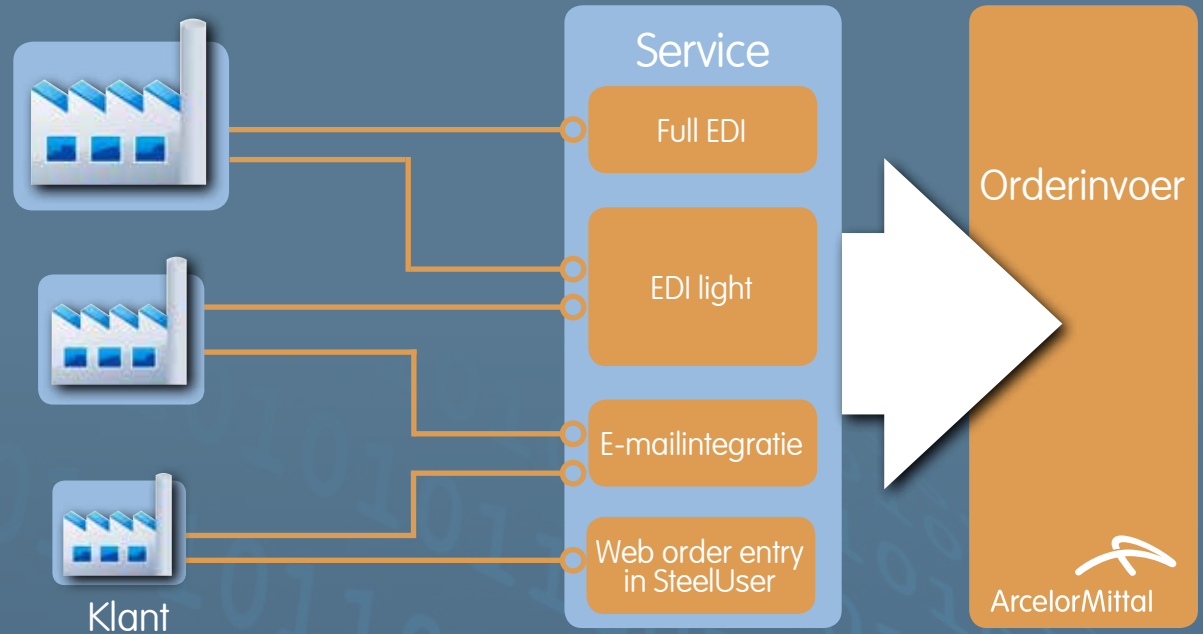 Service
Full EDI
EDI light
E-mailintegratie
Web order entry
in SteelUser
Klant
Orderinvoer
ArcelorMittal